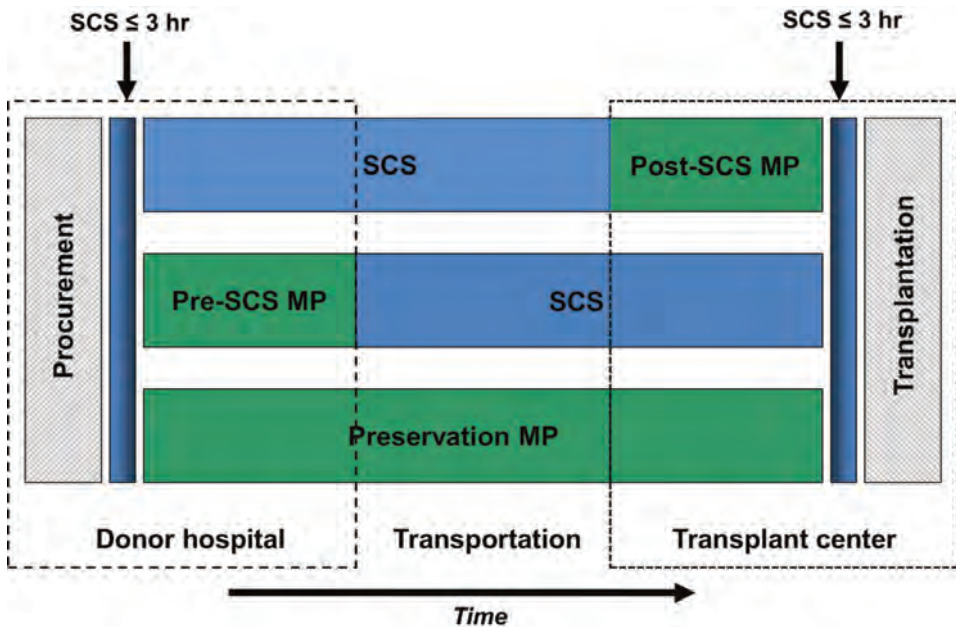 SCS ≤ 3 hr
SCS ≤ 3 hr
Procurement
SCS
Post-SCS MP
Pre-SCS MP
SCS
Preservation MP
Transplantation
Donor hospital
Transportation
Transplant center
Time